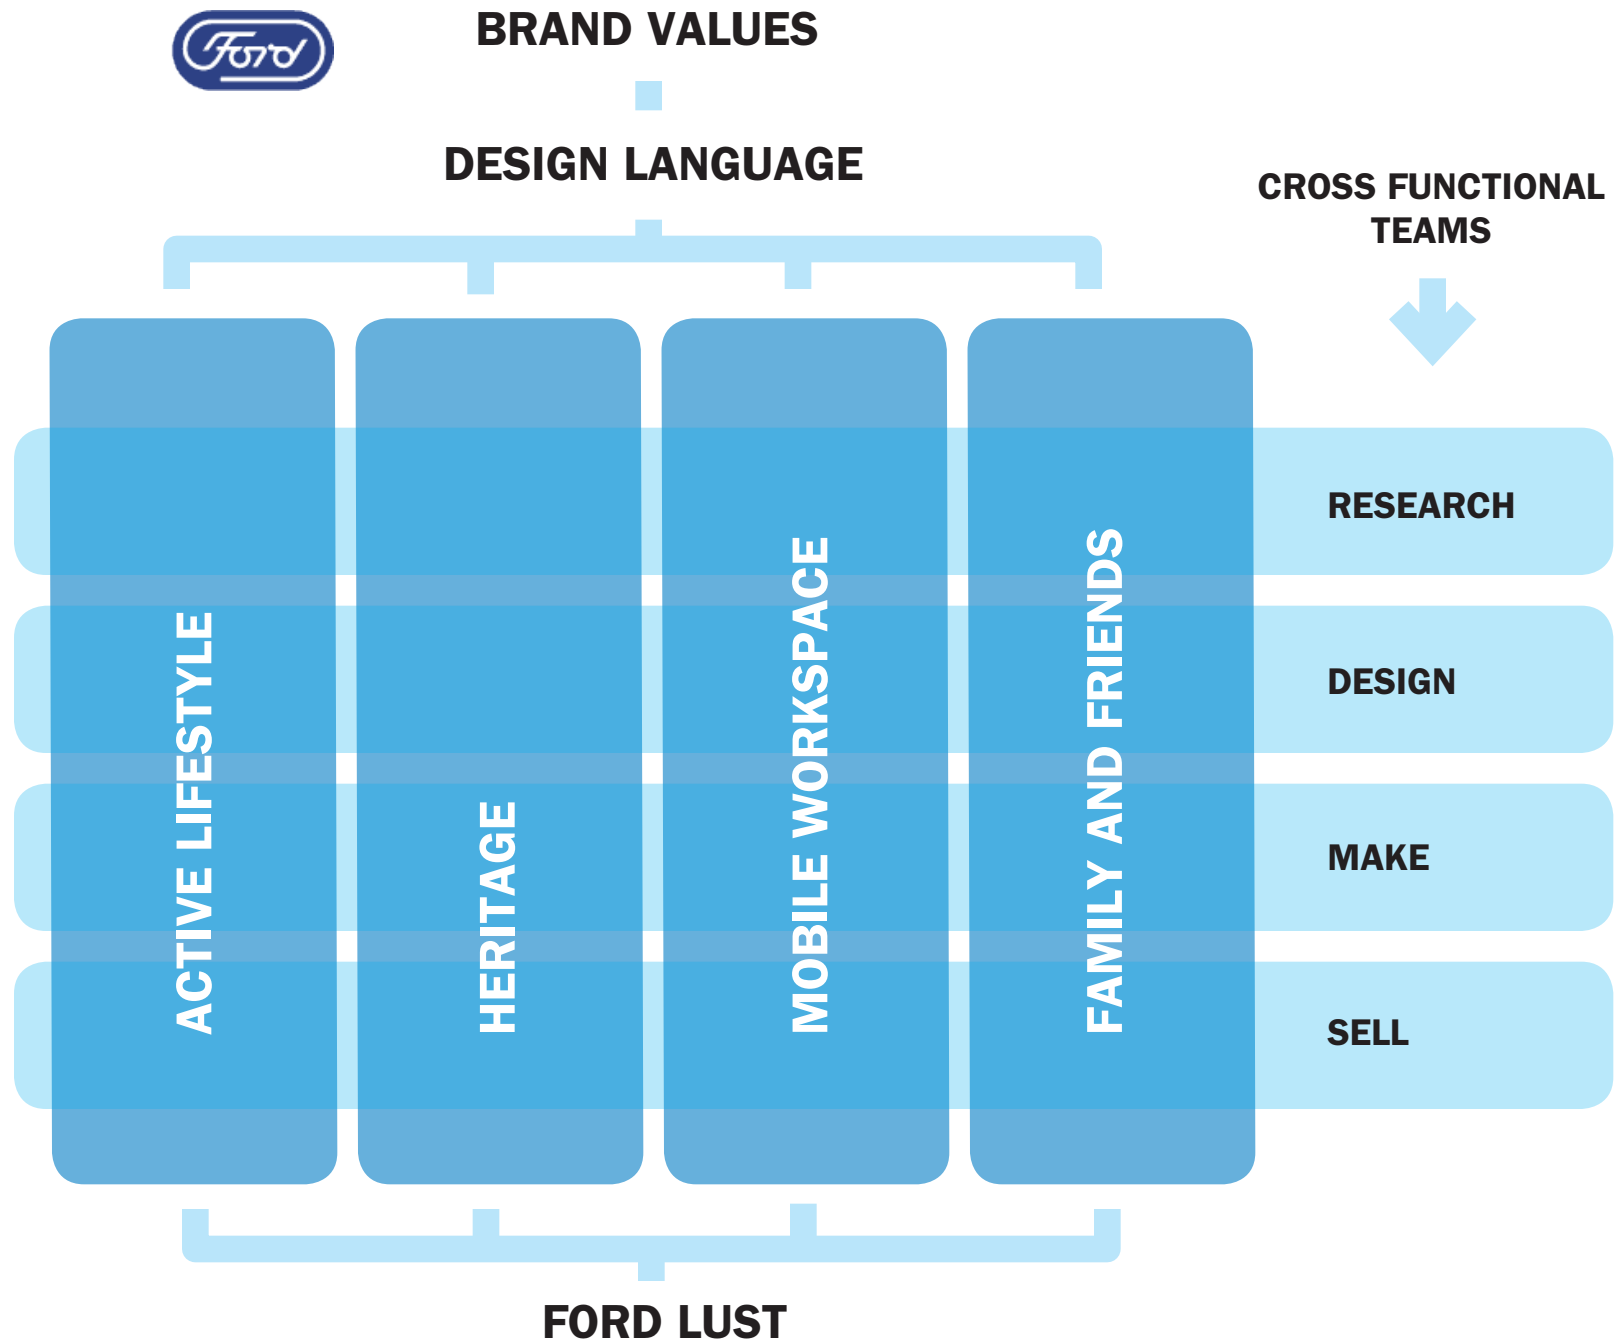 Ford
BRAND VALUES
DESIGN LANGUAGE
CROSS FUNCTIONAL
TEAMS
ACTIVE LIFESTYLE
HERITAGE
MOBILE WORKSPACE
FAMILY AND FRIENDS
RESEARCH
DESIGN
MAKE
SELL
FORD LUST